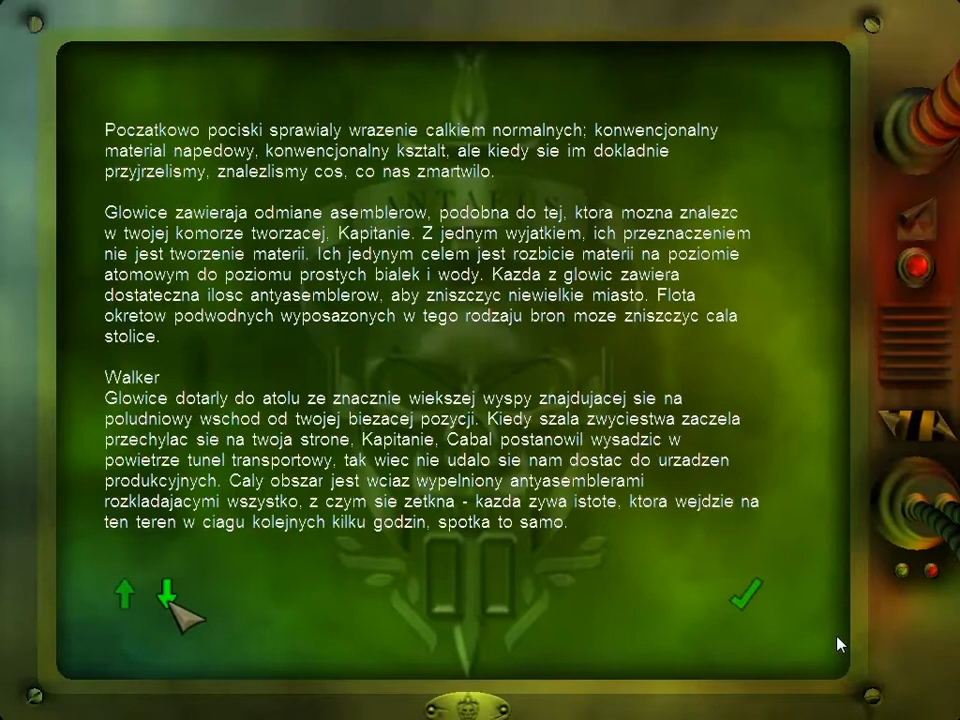 Poczatkowo pociski sprawialy wrazenie calkiem normalnych; konwencjonalny
material napedowy, konwencjonalny ksztalt, ale kiedy sie im dokladnie
przyjrzelismy, znalezlismy cos, co nas zmartwilo.
Glowice zawieraja odmiane asemblerow, podobna do tej, ktora mozna znalezc
w twojej komorze tworzacej, Kapitanie. Z jednym wyjatkiem, ich przeznaczeniem
nie jest tworzenie materii. Ich jedynym celem jest rozbicie materii na poziomie
atomowym do poziomu prostych bialek i wody. Kazda z glowic zawiera
dostateczna ilosc antyasemblerow, aby zniszczyc niewielkie miasto. Flota
okretow podwodnych wyposazonych w tego rodzaju bron moze zniszczyc cala
stolice.
Walker
Glowice dotarly do atolu ze znacznie wiekszej wyspy znajdujacej sie na
poludniowy wschod od twojej biezacej pozycji. Kiedy szala zwyciestwa zaczela
przechylac sie na twoja strone, Kapitanie, Cabal postanowil wysadzic w
powietrze tunel transportowy, tak wiec nie udalo sie nam dostac do urzadzen
produkcyjnych. Caly obszar jest wciaz wypelniony antyasemblerami
rozkladajacymi wszystko, z czym sie zetkna - kazda zywa istote, ktora wejdzie na
ten teren w ciagu kolejnych kilku godzin, spotka to samo.